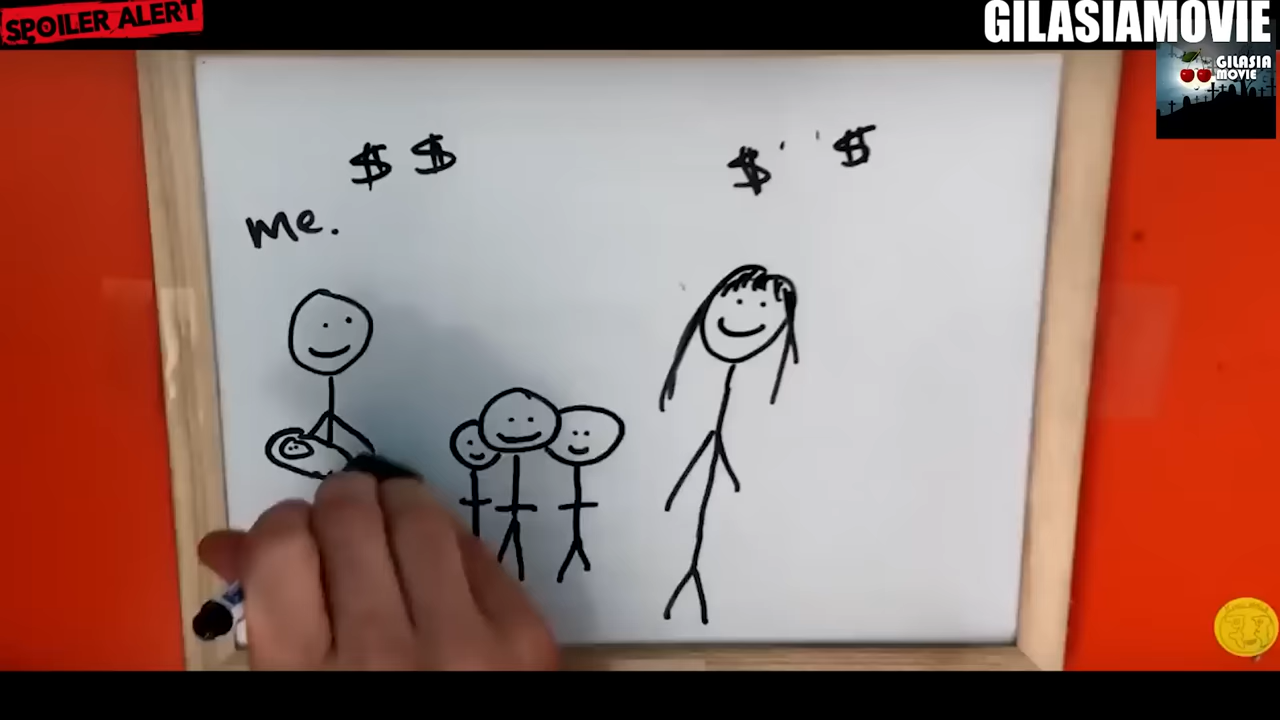 SPOILER ALERT
GILASIAMOVIE
GILASIA
MOVIE
$ $
$ $
me.